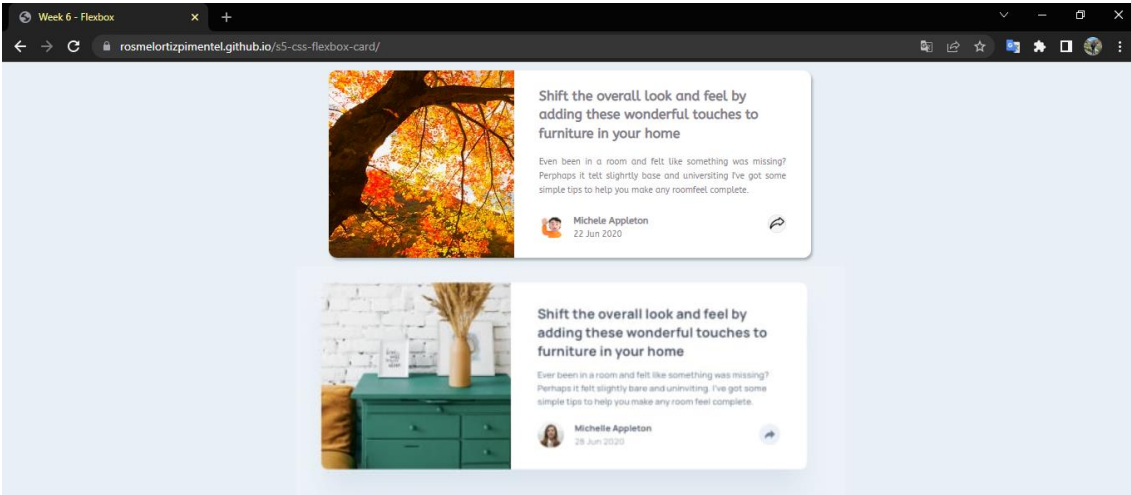 Week 6 - Flexbox
rosmelortizpimentel.github.io/s5-css-flexbox-card/
Shift the overall look and feel by
adding these wonderful touches to
furniture in your home
Even been in a room and felt like something was missing?
Perphaps it telt slighrtly base and universiting I've got some
simple tips to help you make any roomfeel complete.
Michele Appleton
22 Jun 2020
Shift the overall look and feel by
adding these wonderful touches to
furniture in your home
Ever been in a room and felt like something was missing?
Perhaps it felt slightly bare and uninviting. I've got some
simple tips to help you make any room feel complete.
Michelle Appleton
28 Jun 2020